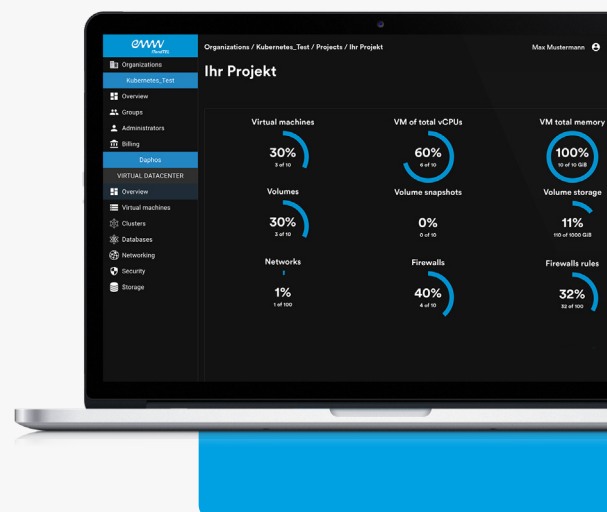 eww
ITandTEL
Organizations / Kubernetes_Test / Projects / Ihr Projekt
Max Mustermann
Organizations
Kubernetes_Test
Overview
Groups
Administrators
Billing
Daphos
VIRTUAL DATACENTER
Overview
Virtual machines
Clusters
Databases
Networking
Security
Storage
Ihr Projekt
Virtual machines
30%
3 of 10
VM of total vCPUs
60%
6 of 10
VM total memory
100%
10 of 10 GiB
Volumes
30%
3 of 10
Volume snapshots
0%
0 of 10
Volume storage
11%
110 of 1000 GiB
Networks
1%
1 of 100
Firewalls
40%
4 of 10
Firewalls rules
32%
32 of 100